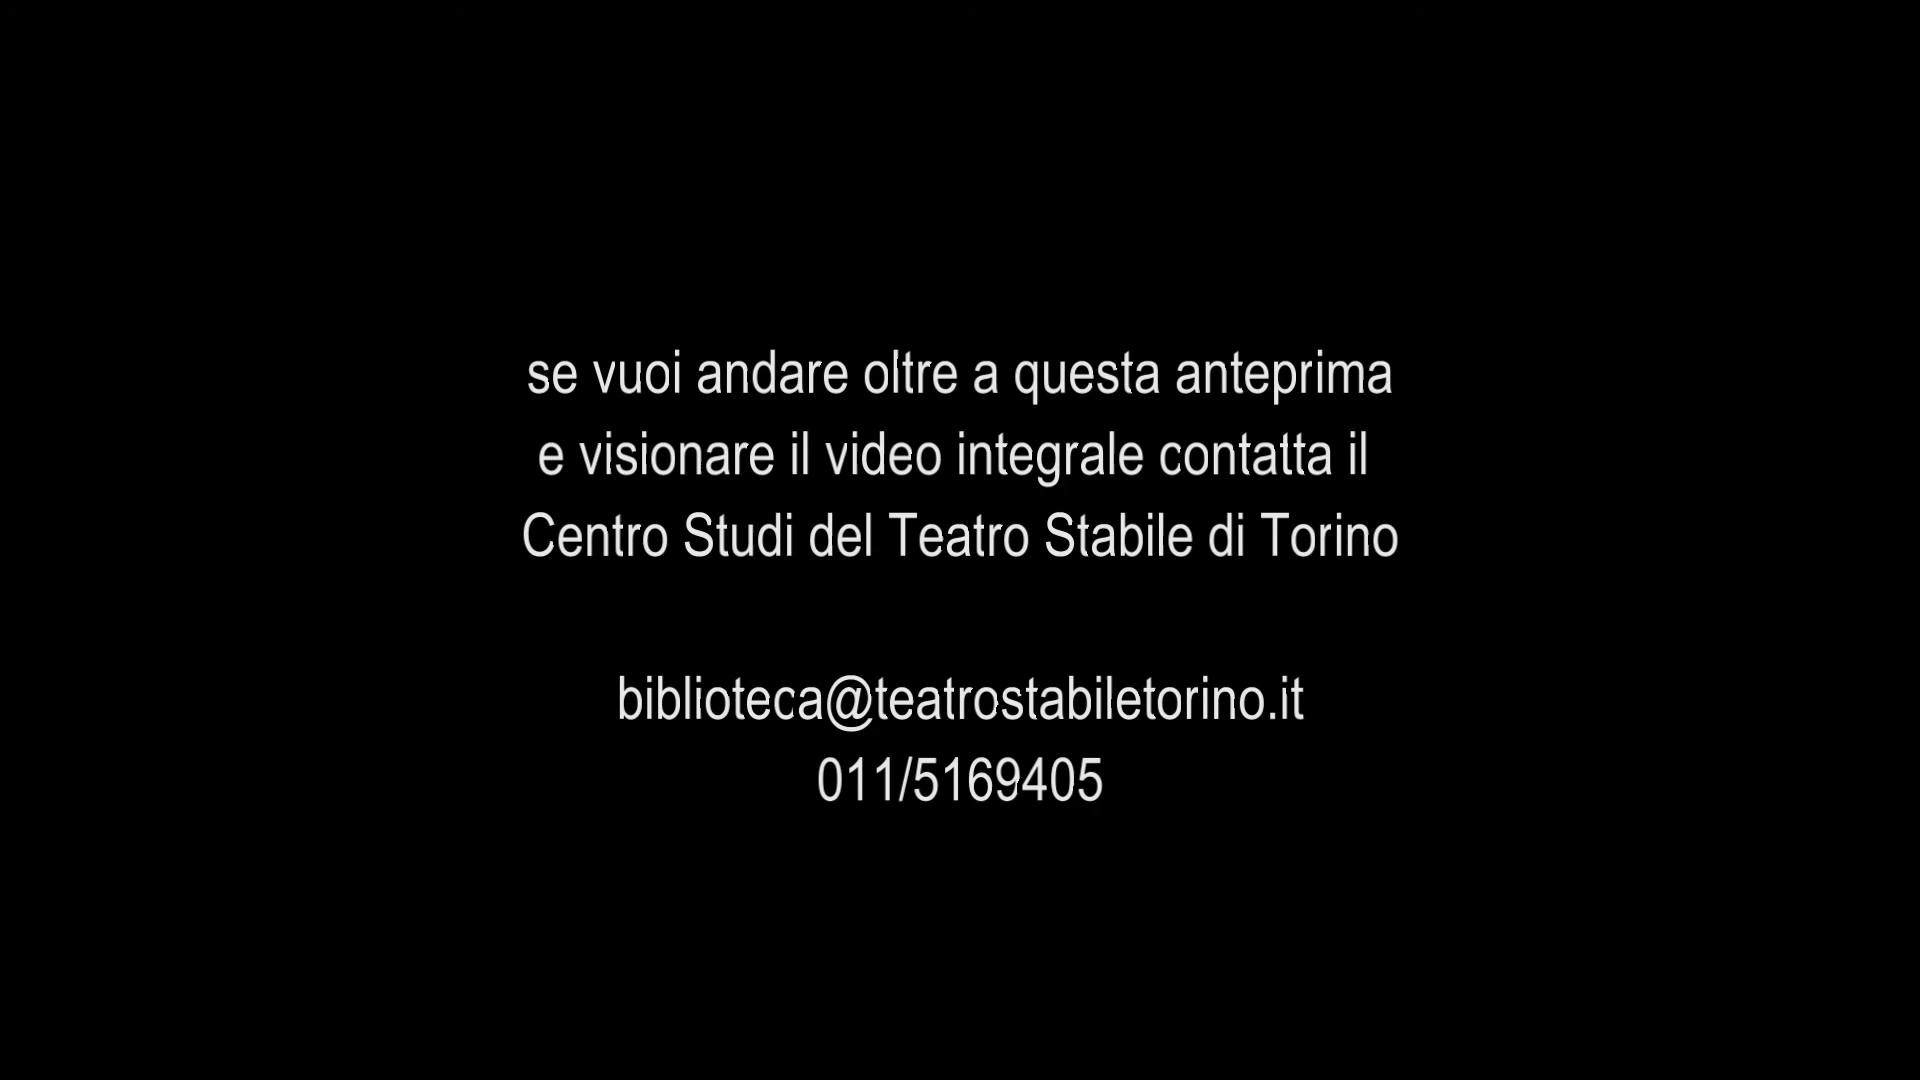 se vuoi andare oltre a questa anteprima
e visionare il video integrale contatta il
Centro Studi del Teatro Stabile di Torino
biblioteca@teatrostabiletorino.it
011/5169405